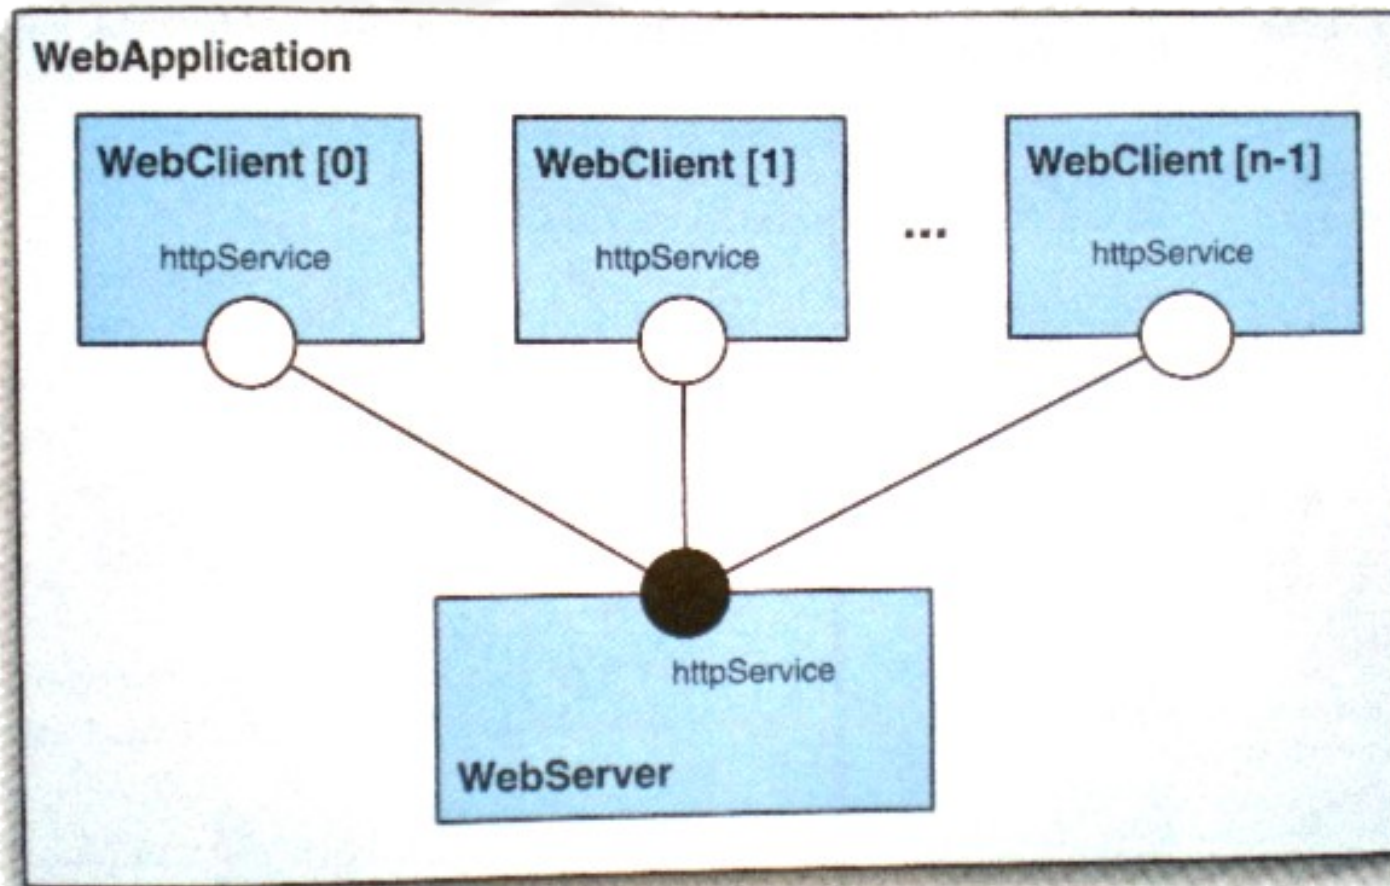 WebApplication
WebClient [0]
WebClient [1]
WebClient [n-1]
...
httpService
httpService
httpService
httpService
WebServer